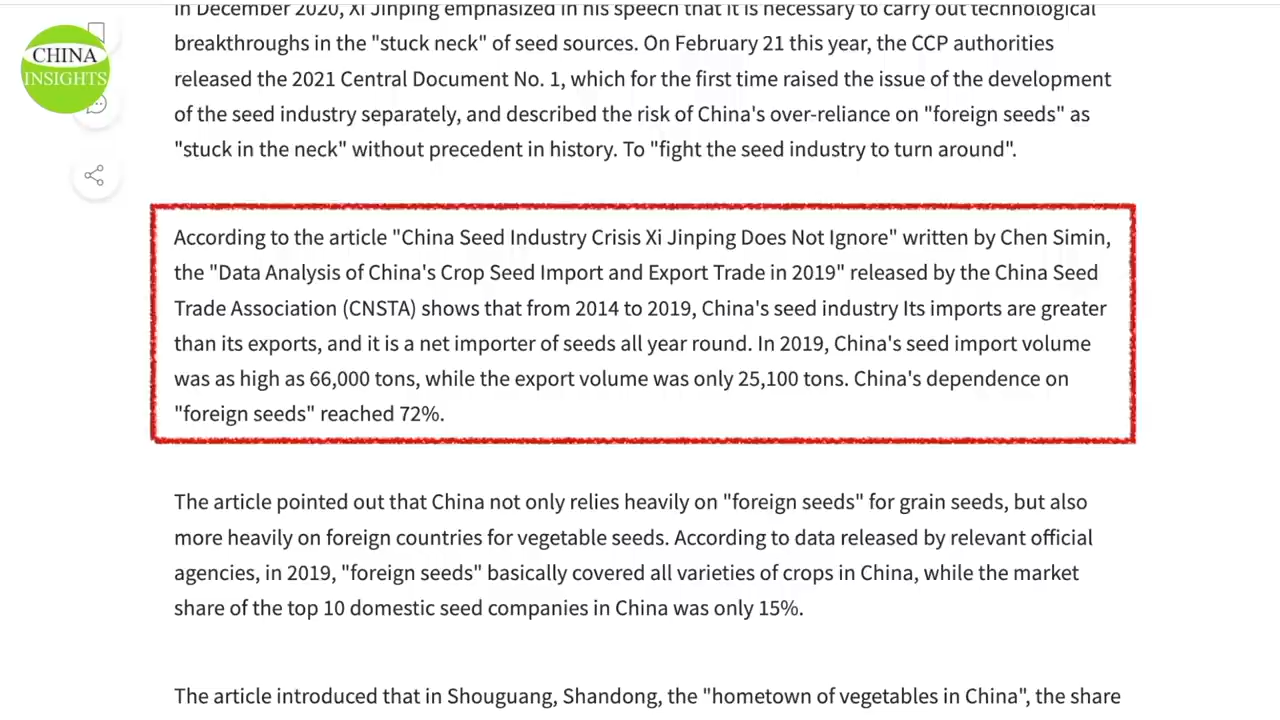 In December 2020, Xi Jinping emphasized in his speech that it is necessary to carry out technological
CHINA
INSIGHTS
breakthroughs in the "stuck neck" of seed sources. On February 21 this year, the CCP authorities
released the 2021 Central Document No. 1, which for the first time raised the issue of the development
of the seed industry separately, and described the risk of China's over-reliance on "foreign seeds" as
"stuck in the neck" without precedent in history. To "fight the seed industry to turn around".
According to the article "China Seed Industry Crisis Xi Jinping Does Not Ignore" written by Chen Simin,
the "Data Analysis of China's Crop Seed Import and Export Trade in 2019" released by the China Seed
Trade Association (CNSTA) shows that from 2014 to 2019, China's seed industry Its imports are greater
than its exports, and it is a net importer of seeds all year round. In 2019, China's seed import volume
was as high as 66,000 tons, while the export volume was only 25,100 tons. China's dependence on
"foreign seeds" reached 72%.
The article pointed out that China not only relies heavily on "foreign seeds" for grain seeds, but also
more heavily on foreign countries for vegetable seeds. According to data released by relevant official
agencies, in 2019, "foreign seeds" basically covered all varieties of crops in China, while the market
share of the top 10 domestic seed companies in China was only 15%.
The article introduced that in Shouguang, Shandong, the "hometown of vegetables in China", the share